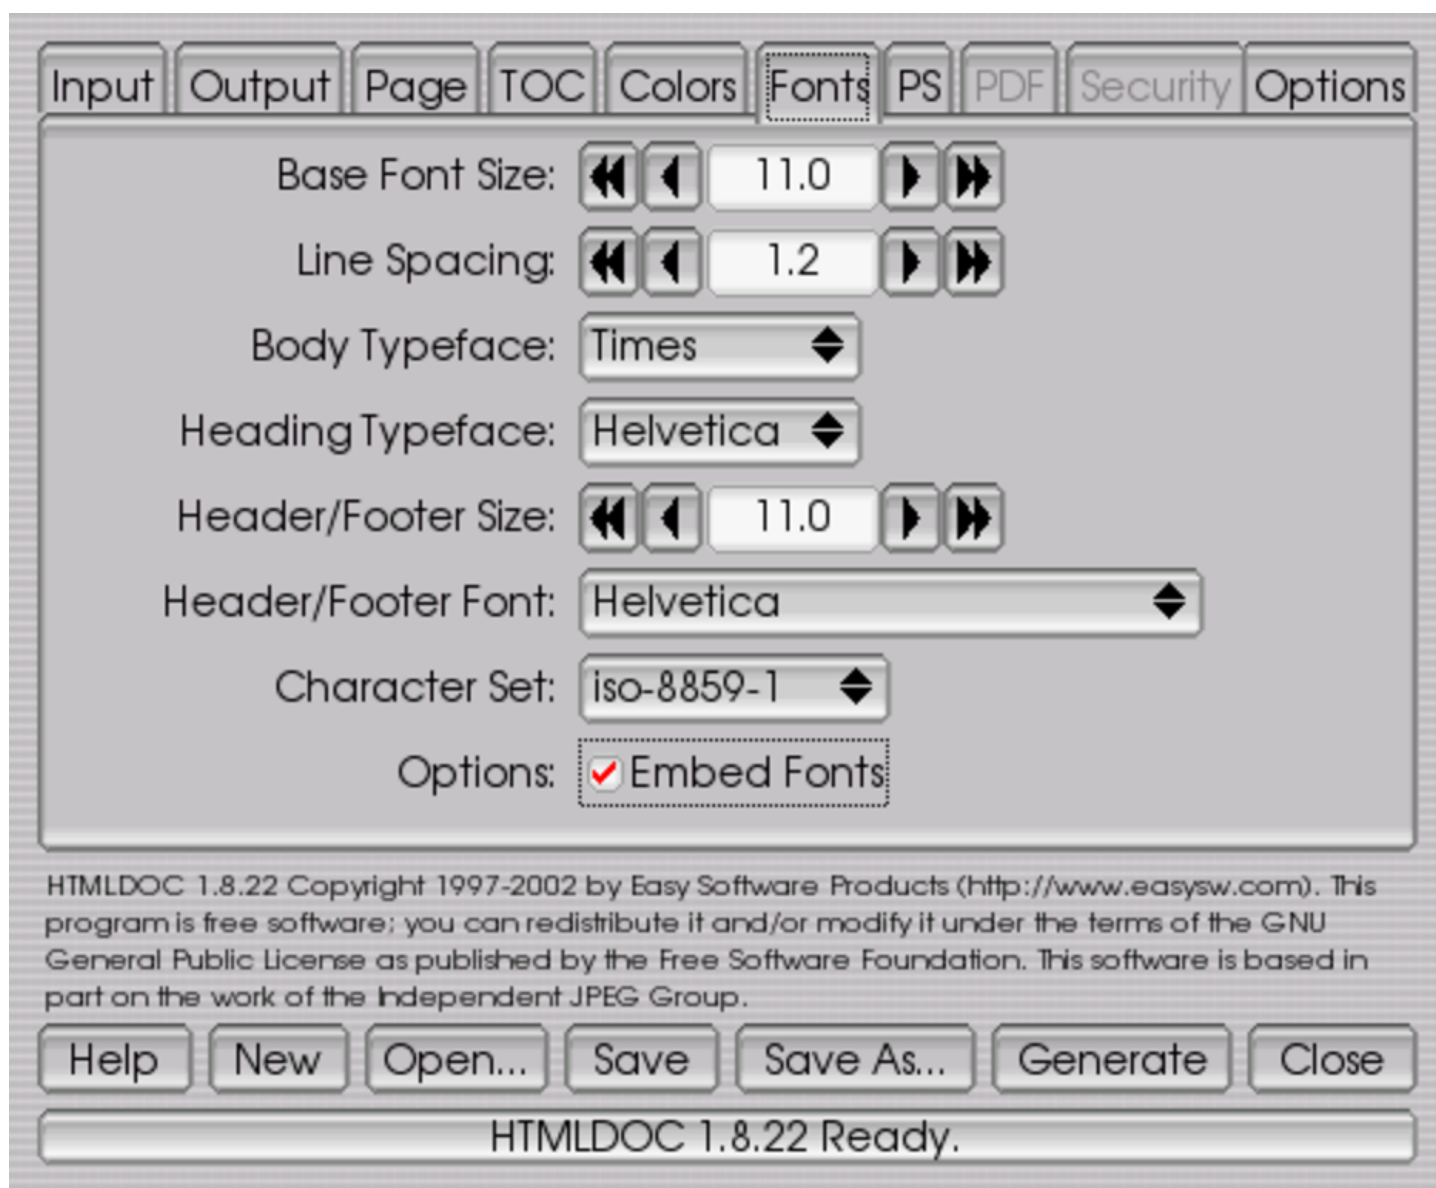 Input Output Page TOC Colors Fonts PS PDF Security Options
Base Font Size: 11.0
Line Spacing: 1.2
Body Typeface: Times
Heading Typeface: Helvetica
Header/Footer Size: 11.0
Header/Footer Font: Helvetica
Character Set: iso-8859-1
Options: Embed Fonts
HTMLDOC 1.8.22 Copyright 1997-2002 by Easy Software Products (http://www.easysw.com). This
program is free software; you can redistribute it and/or modify it under the terms of the GNU
General Public License as published by the Free Software Foundation. This software is based in
part on the work of the Independent JPEG Group.
Help New Open... Save Save As... Generate Close
HTMLDOC 1.8.22 Ready.